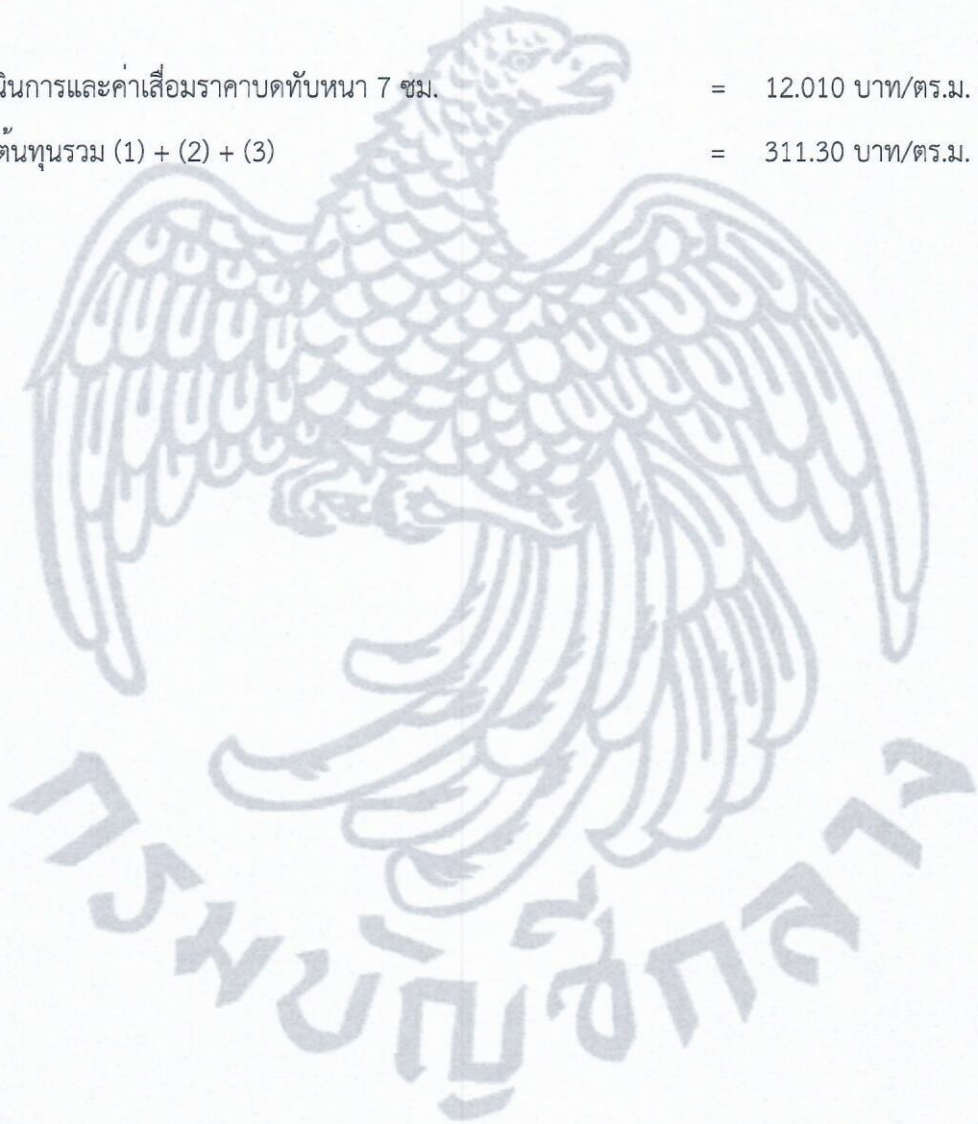 นินการและค่าเสื่อมราคาบดทับหนา 7 ซม. = 12.010 บาท/ตร.ม.
ต้นทุนรวม (1) + (2) + (3) = 311.30 บาท/ตร.ม.
กรมบัญชีกลาง